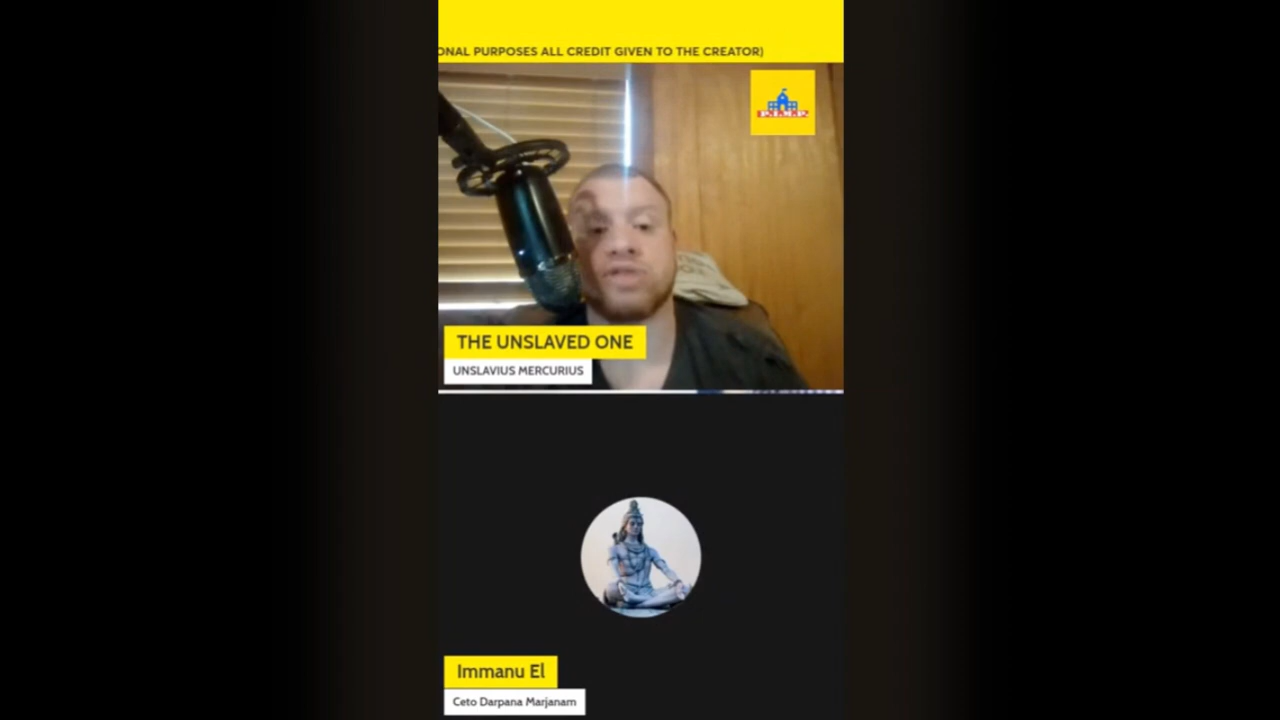 ONAL PURPOSES ALL CREDIT GIVEN TO THE CREATOR)
THE UNSLAVED ONE
UNSLAVIUS MERCURIUS
Immanu El
Ceto Darpana Marjanam